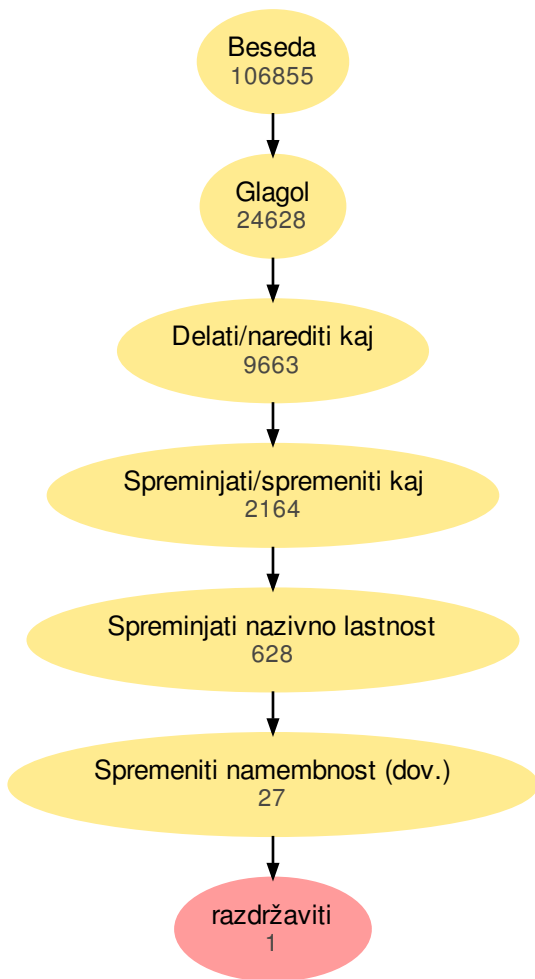 Beseda
106855
Glagol
24628
Delati/narediti kaj
9663
Spreminjati/spremeniti kaj
2164
Spreminjati nazivno lastnost
628
Spremeniti namembnost (dov.)
27
razdržaviti
1